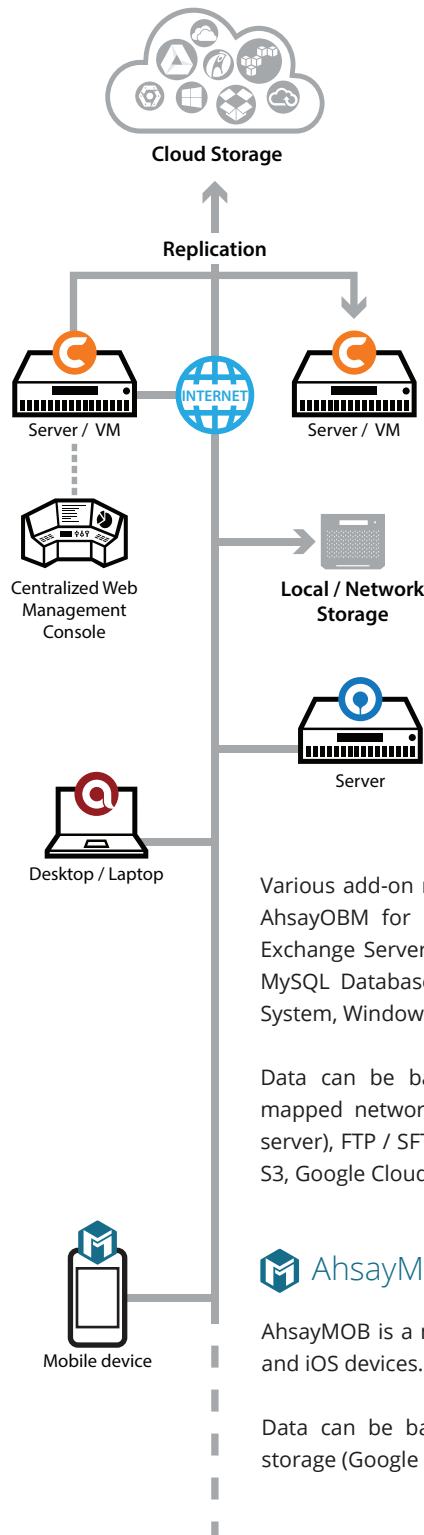 Cloud Storage
Replication
INTERNET
Server / VM
Server / VM
Centralized Web
Management
Console
Local / Network
Storage
Server
Desktop / Laptop
Various add-on
AhsayOBM for
Exchange Server
MySQL Database
System, Window
Data can be
mapped networ
server), FTP / SFT
S3, Google Cloud
AhsayM
AhsayMOB is a
and iOS devices.
Mobile device
Data can be ba
storage (Google